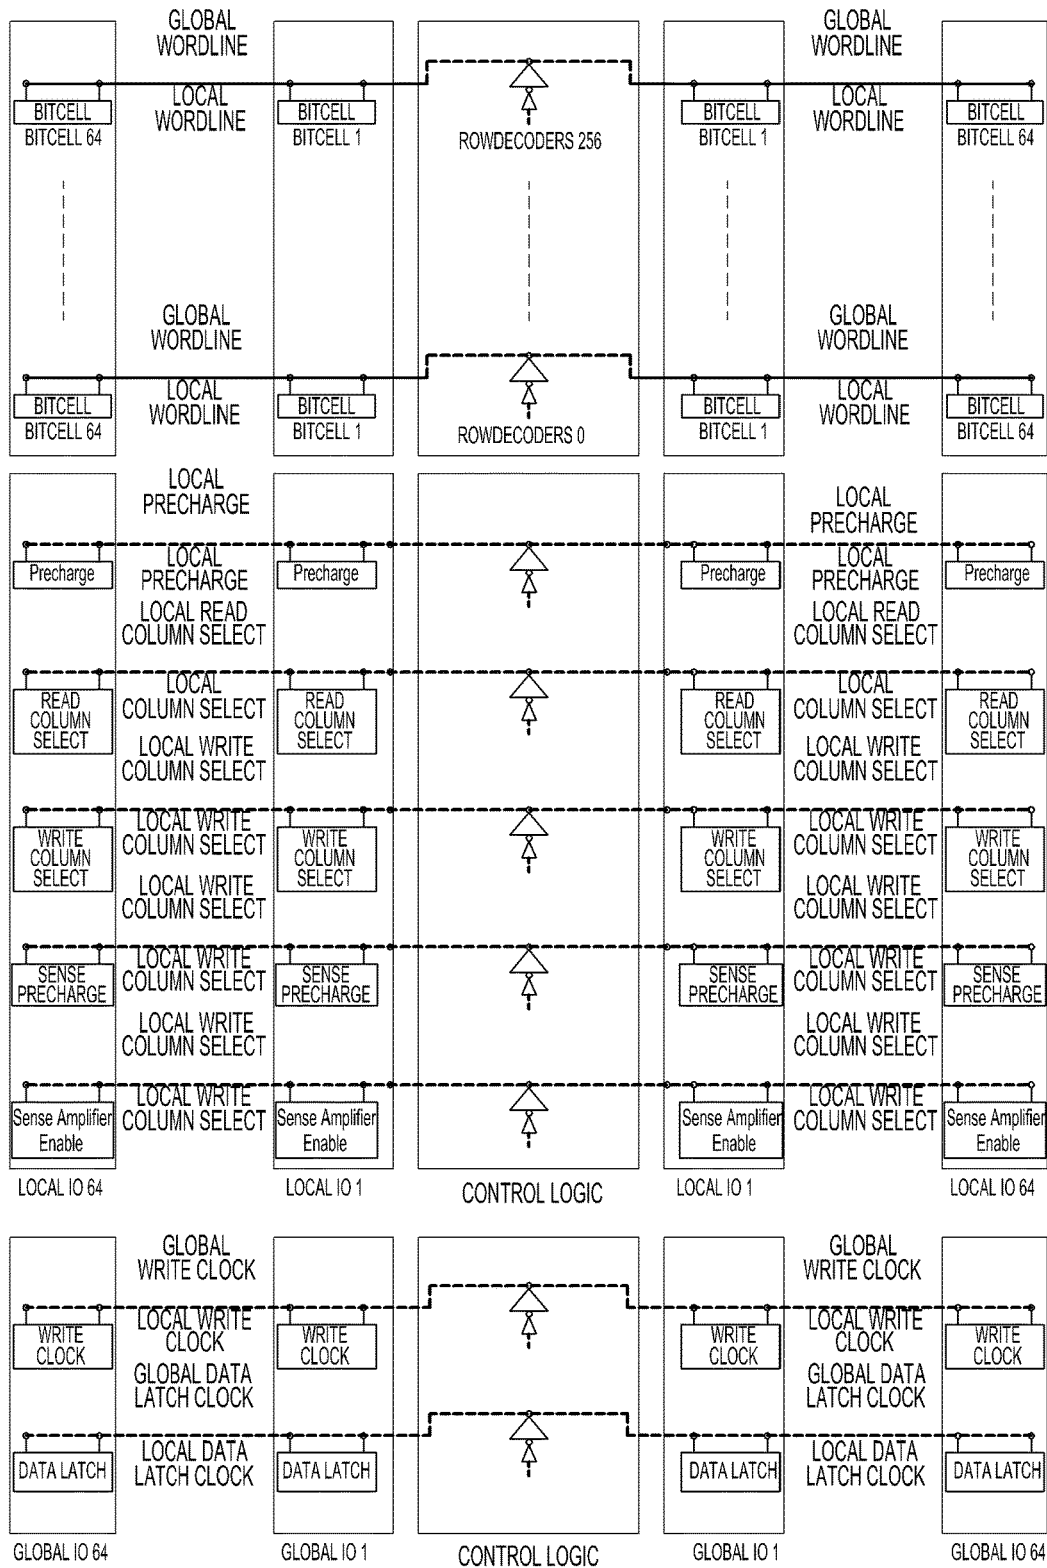 GLOBAL
WORDLINE
GLOBAL
WORDLINE
BITCELL
BITCELL 64
LOCAL
WORDLINE
BITCELL
BITCELL 1
ROWDECODERS 256
BITCELL
BITCELL 1
LOCAL
WORDLINE
BITCELL
BITCELL 64
GLOBAL
WORDLINE
GLOBAL
WORDLINE
BITCELL
BITCELL 64
LOCAL
WORDLINE
BITCELL
BITCELL 1
ROWDECODERS 0
BITCELL
BITCELL 1
LOCAL
WORDLINE
BITCELL
BITCELL 64
LOCAL
PRECHARGE
LOCAL
PRECHARGE
Precharge
LOCAL
PRECHARGE
Precharge
Precharge
LOCAL
PRECHARGE
Precharge
LOCAL READ
COLUMN SELECT
LOCAL READ
COLUMN SELECT
READ
COLUMN
SELECT
LOCAL
COLUMN SELECT
READ
COLUMN
SELECT
READ
COLUMN
SELECT
LOCAL
COLUMN SELECT
READ
COLUMN
SELECT
LOCAL WRITE
COLUMN SELECT
LOCAL WRITE
COLUMN SELECT
WRITE
COLUMN
SELECT
LOCAL WRITE
COLUMN SELECT
WRITE
COLUMN
SELECT
WRITE
COLUMN
SELECT
LOCAL WRITE
COLUMN SELECT
WRITE
COLUMN
SELECT
LOCAL WRITE
COLUMN SELECT
LOCAL WRITE
COLUMN SELECT
SENSE
PRECHARGE
LOCAL WRITE
COLUMN SELECT
SENSE
PRECHARGE
SENSE
PRECHARGE
LOCAL WRITE
COLUMN SELECT
SENSE
PRECHARGE
LOCAL WRITE
COLUMN SELECT
LOCAL WRITE
COLUMN SELECT
Sense Amplifier
Enable
LOCAL WRITE
COLUMN SELECT
Sense Amplifier
Enable
Sense Amplifier
Enable
LOCAL WRITE
COLUMN SELECT
Sense Amplifier
Enable
LOCAL IO 64
LOCAL IO 1
CONTROL LOGIC
LOCAL IO 1
LOCAL IO 64
GLOBAL
WRITE CLOCK
GLOBAL
WRITE CLOCK
WRITE
CLOCK
LOCAL WRITE
CLOCK
WRITE
CLOCK
WRITE
CLOCK
LOCAL WRITE
CLOCK
WRITE
CLOCK
GLOBAL DATA
LATCH CLOCK
GLOBAL DATA
LATCH CLOCK
DATA LATCH
LOCAL DATA
LATCH CLOCK
DATA LATCH
DATA LATCH
LOCAL DATA
LATCH CLOCK
DATA LATCH
GLOBAL IO 64
GLOBAL IO 1
CONTROL LOGIC
GLOBAL IO 1
GLOBAL IO 64